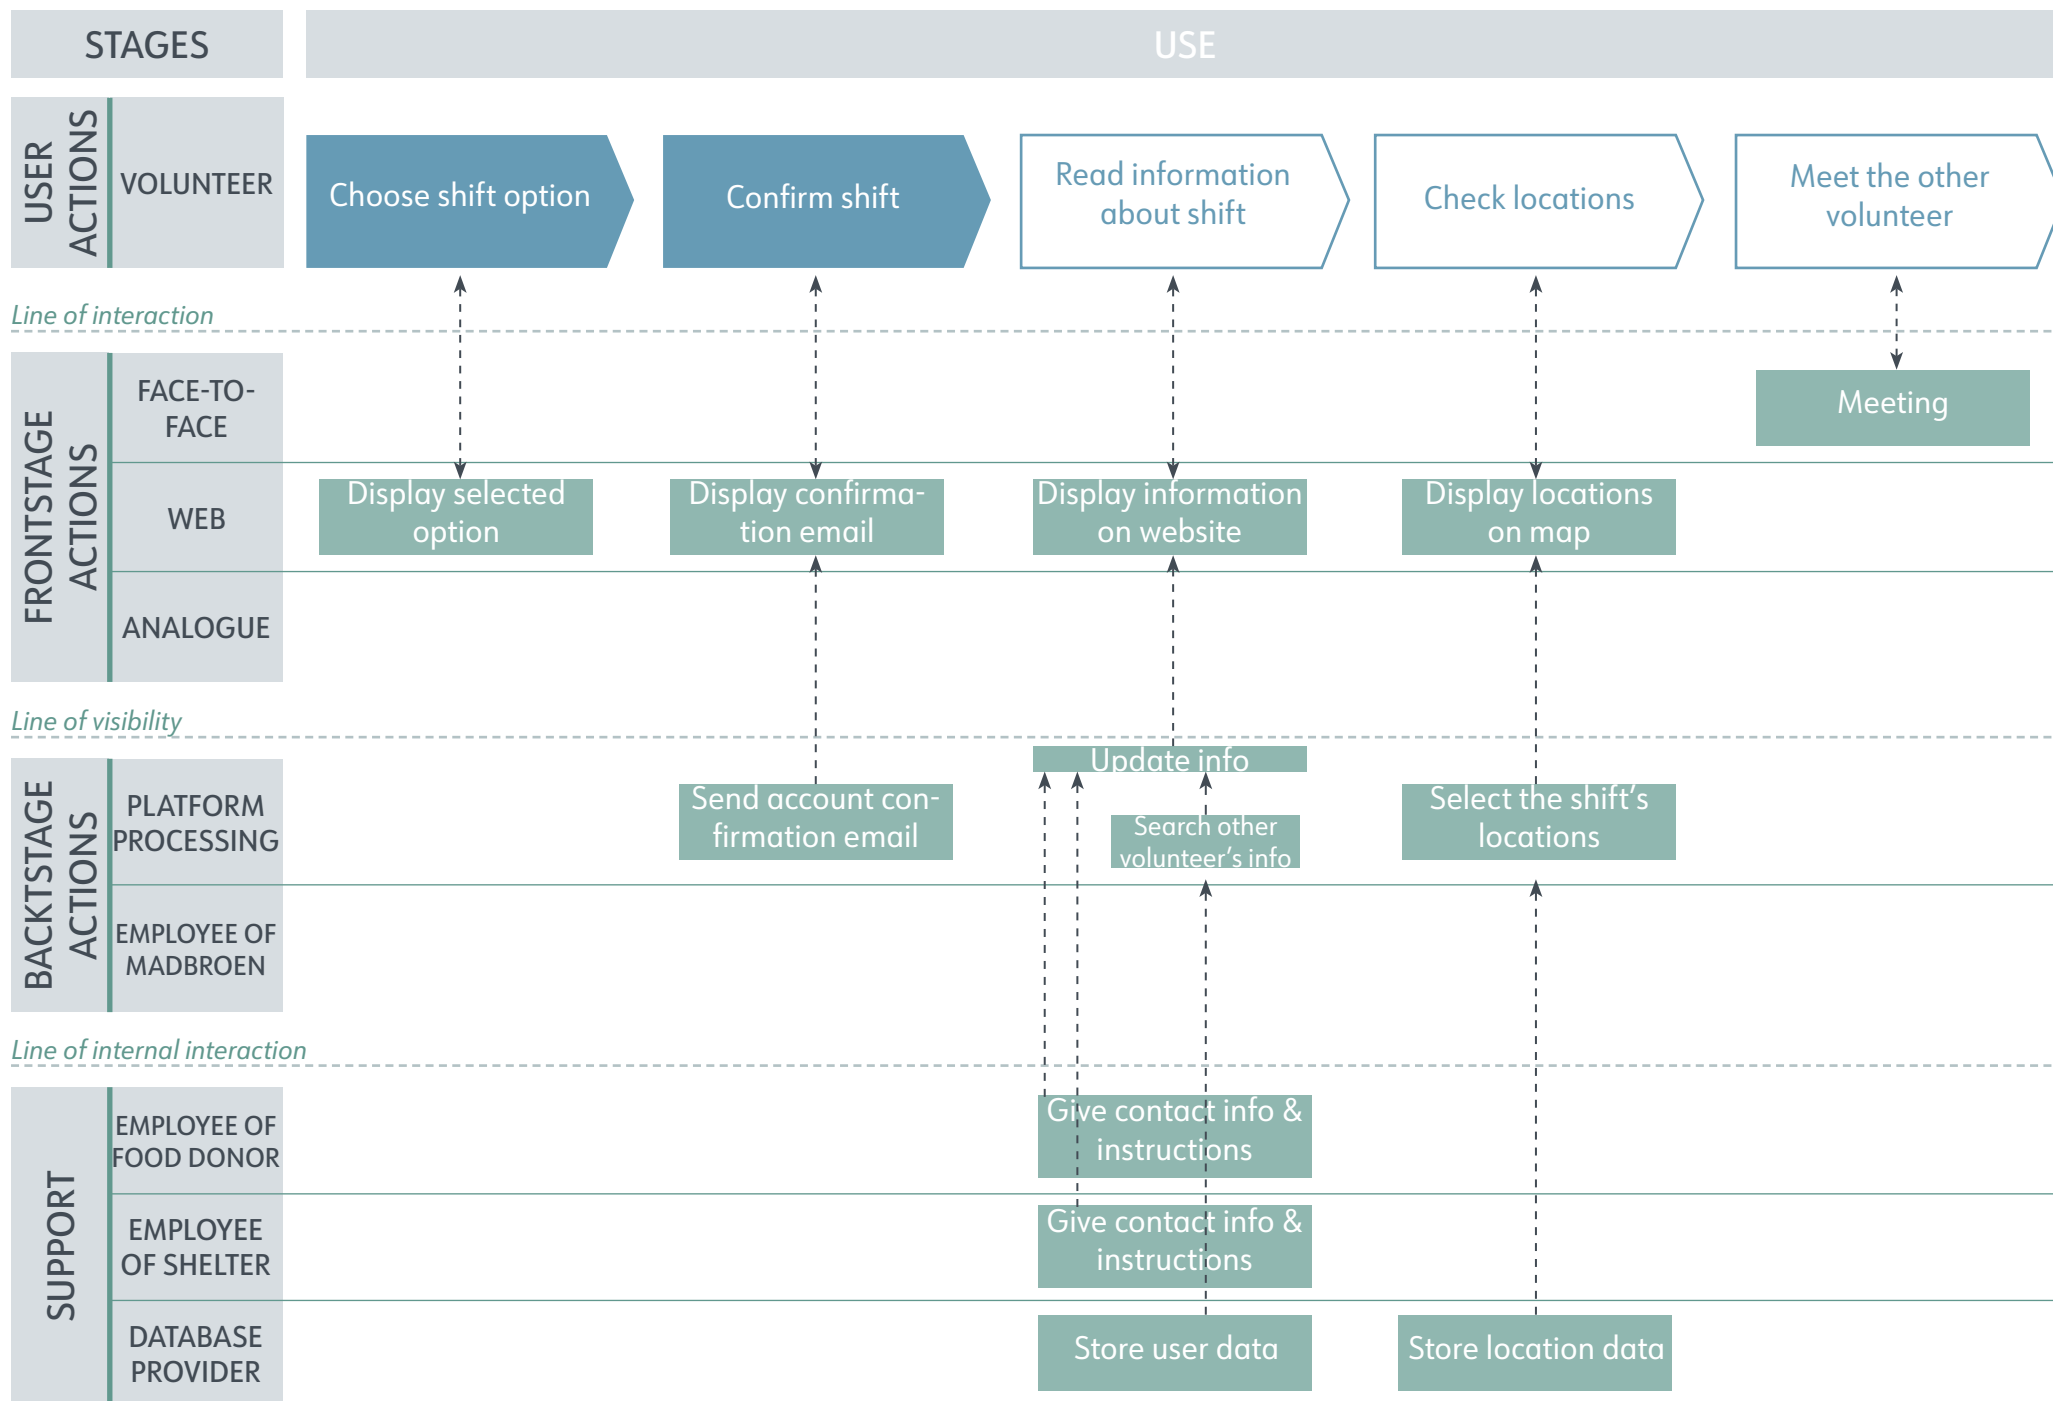 STAGES
USE
USER
ACTIONS
VOLUNTEER
Choose shift option
Confirm shift
Read information
about shift
Check locations
Meet the other
volunteer
Line of interaction
FRONTSTAGE
ACTIONS
FACE-TO-
FACE
Meeting
WEB
Display selected
option
Display confirma-
tion email
Display information
on website
Display locations
on map
ANALOGUE
Line of visibility
BACKTSTAGE
ACTIONS
PLATFORM
PROCESSING
Send account con-
firmation email
Update info
Search other
volunteer's info
Select the shift's
locations
EMPLOYEE OF
MADBROEN
Line of internal interaction
SUPPORT
EMPLOYEE OF
FOOD DONOR
Give contact info &
instructions
EMPLOYEE
OF SHELTER
Give contact info &
instructions
DATABASE
PROVIDER
Store user data
Store location data